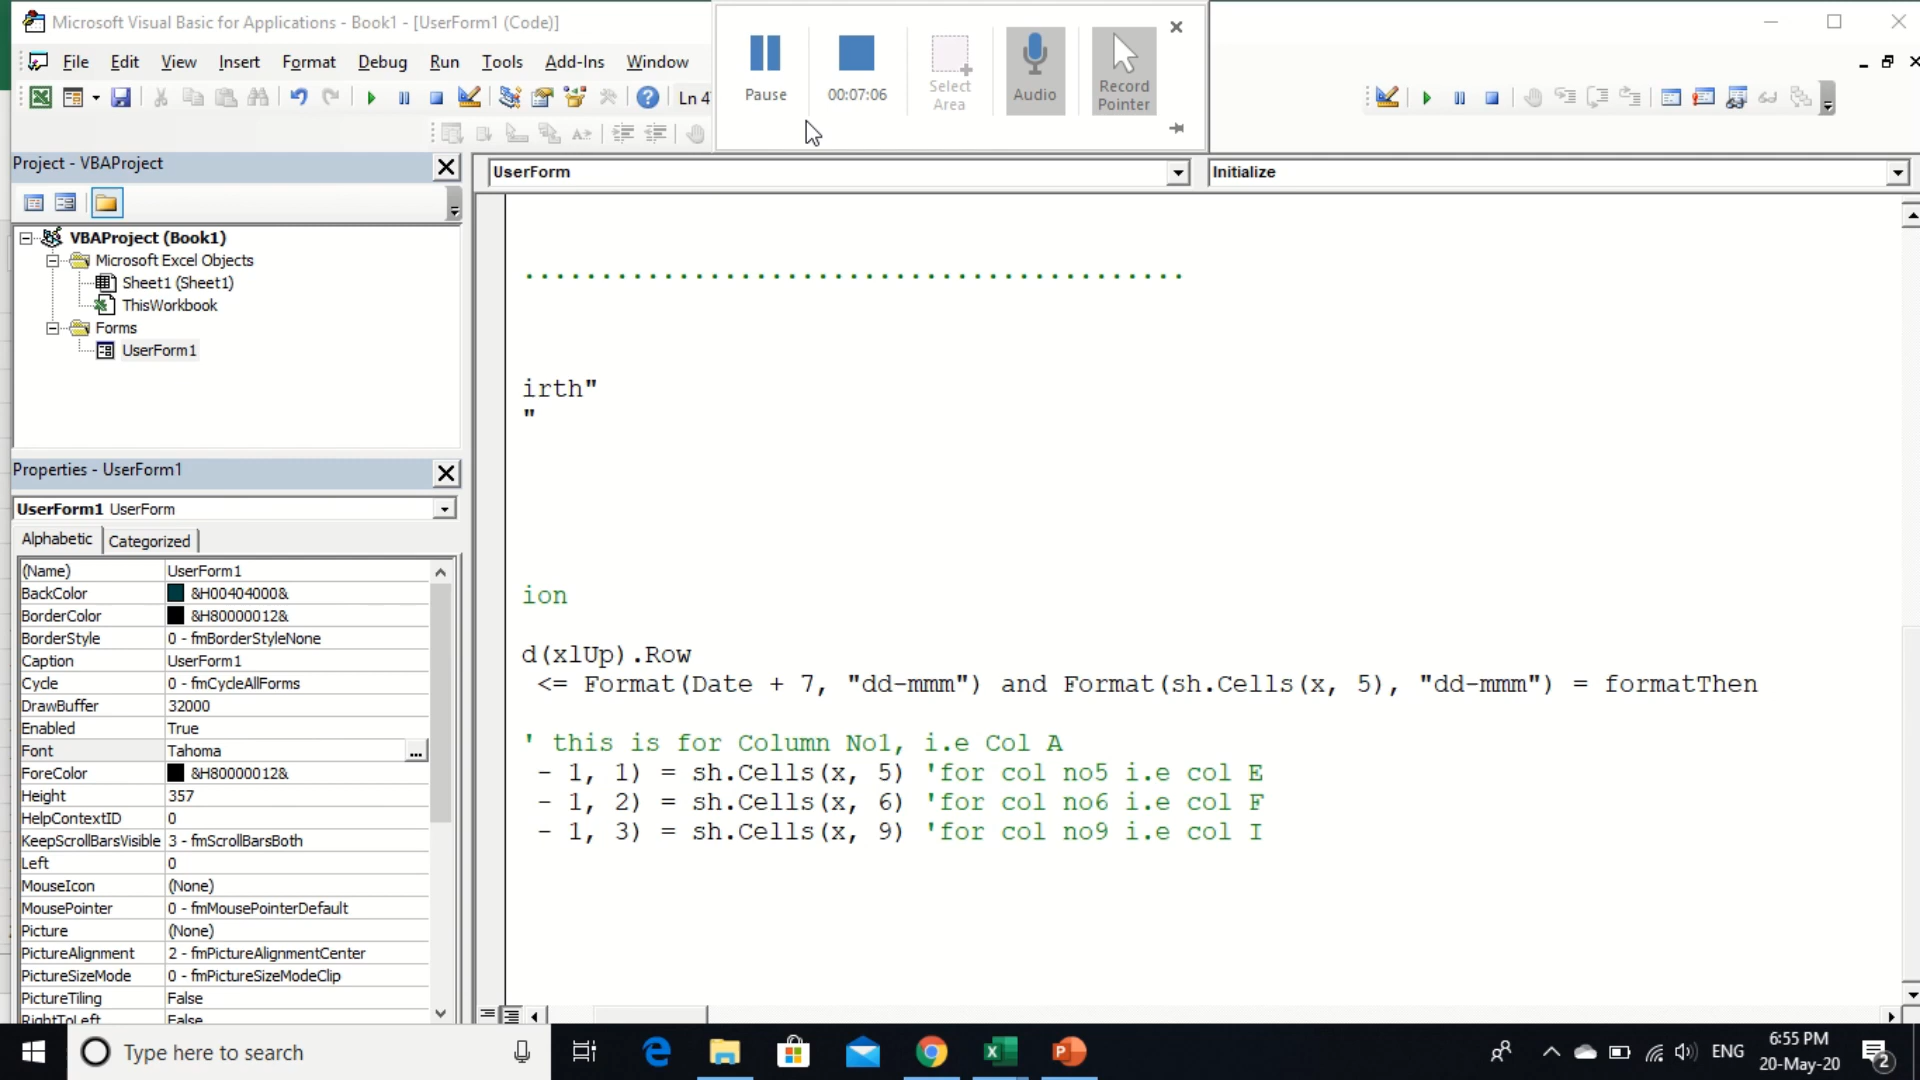 Microsoft Visual Basic for Applications - Book1 - [UserForm1 (Code)]
File Edit View Insert Format Debug Run Tools Add-Ins Window
Ln 4
Pause
00:07:06
Select Area
Audio
Record Pointer
Project - VBAProject
UserForm
Initialize
VBAProject (Book1)
Microsoft Excel Objects
Sheet1 (Sheet1)
ThisWorkbook
Forms
UserForm1
Properties - UserForm1
UserForm1 UserForm
Alphabetic Categorized
(Name) UserForm1
BackColor &H00404000&
BorderColor &H80000012&
BorderStyle 0 - fmBorderStyleNone
Caption UserForm1
Cycle 0 - fmCycleAllForms
DrawBuffer 32000
Enabled True
Font Tahoma ...
ForeColor &H80000012&
Height 357
HelpContextID 0
KeepScrollBarsVisible 3 - fmScrollBarsBoth
Left 0
MouseIcon (None)
MousePointer 0 - fmMousePointerDefault
Picture (None)
PictureAlignment 2 - fmPictureAlignmentCenter
PictureSizeMode 0 - fmPictureSizeModeClip
PictureTiling False
RightToLeft False
...........................................
irth"
"
ion
d(xlUp).Row
<= Format(Date + 7, "dd-mmm") and Format(sh.Cells(x, 5), "dd-mmm") = formatThen
' this is for Column No1, i.e Col A
- 1, 1) = sh.Cells(x, 5) 'for col no5 i.e col E
- 1, 2) = sh.Cells(x, 6) 'for col no6 i.e col F
- 1, 3) = sh.Cells(x, 9) 'for col no9 i.e col I
Type here to search
ENG
6:55 PM
20-May-20
2